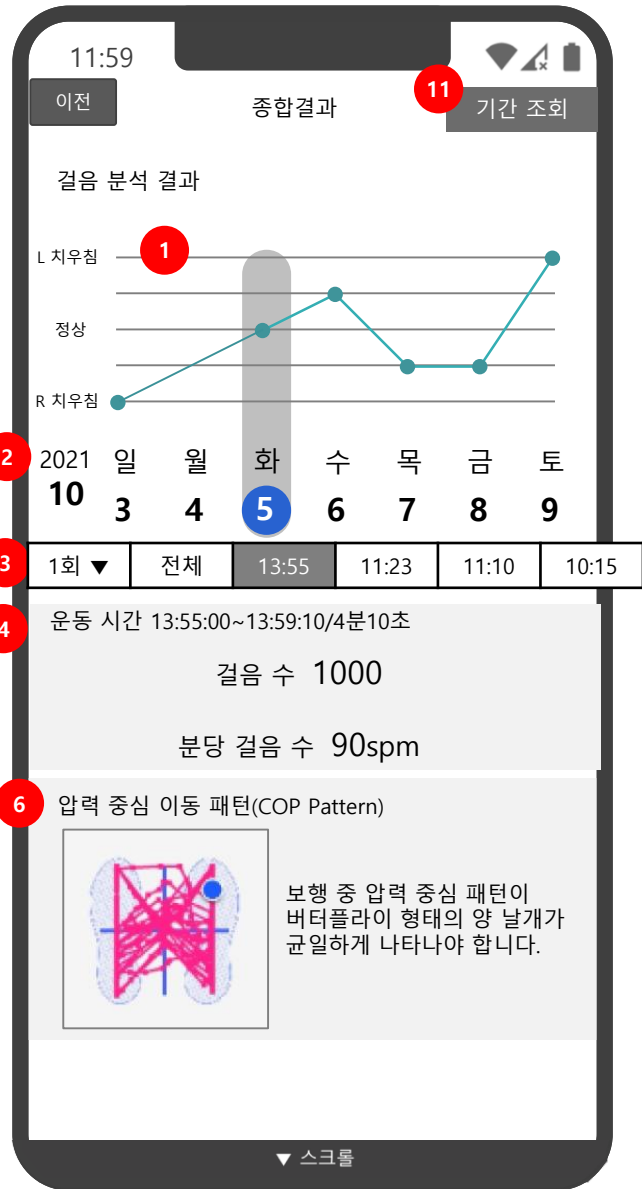 11:59
이전
종합결과
11
기간 조회
걸음 분석 결과
1
L 치우침
정상
R 치우침
2
2021 일 월 화 수 목 금 토
10 3 4 5 6 7 8 9
3
1회 ▼ 전체 13:55 11:23 11:10 10:15
4
운동 시간 13:55:00~13:59:10/4분10초
걸음 수 1000
분당 걸음 수 90spm
6
압력 중심 이동 패턴(COP Pattern)
보행 중 압력 중심 패턴이
버터플라이 형태의 양 날개가
균일하게 나타나야 합니다.
▼ 스크롤